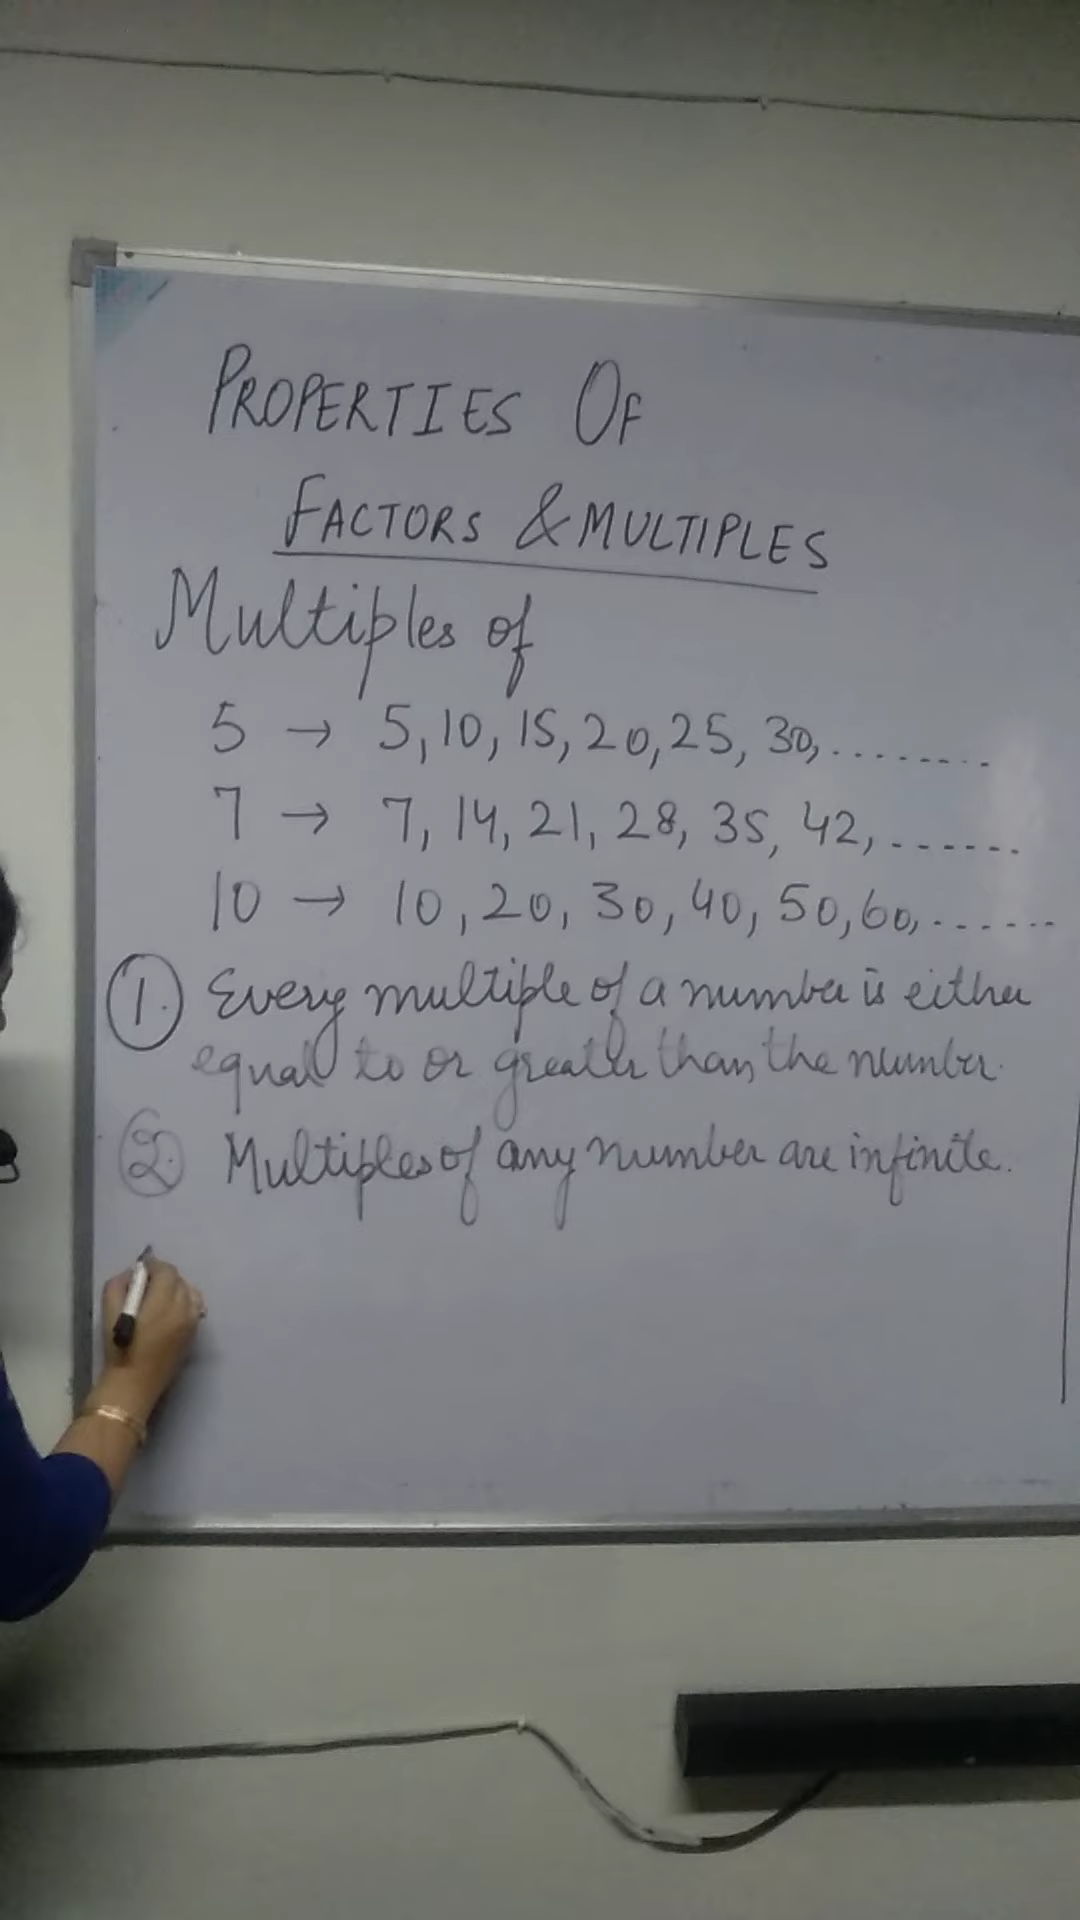 PROPERTIES OF
FACTORS & MULTIPLES
Multiples of
5 → 5, 10, 15, 20, 25, 30, ........
7 → 7, 14, 21, 28, 35, 42, ......
10 → 10, 20, 30, 40, 50, 60, ......
1. Every multiple of a number is either
equal to or greater than the number.
2. Multiples of any number are infinite.